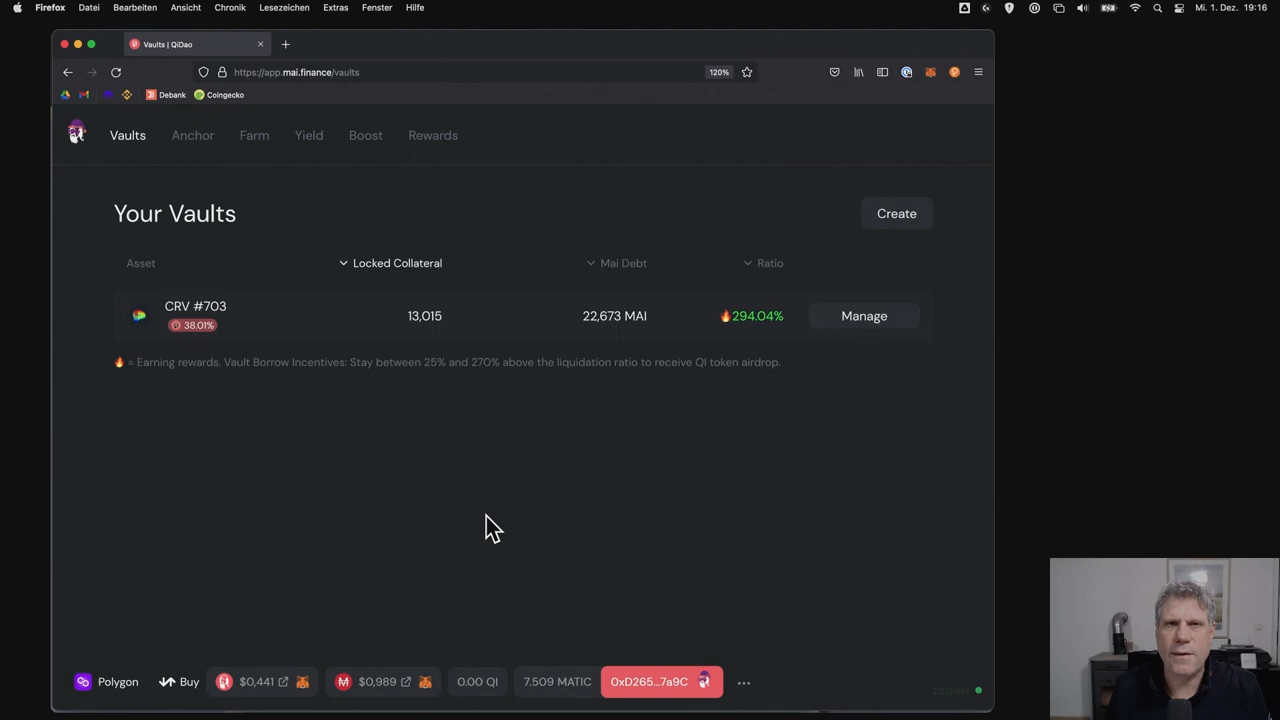 Firefox Datei Bearbeiten Ansicht Chronik Lesezeichen Extras Fenster Hilfe Mi. 1. Dez. 19:16
Vaults | QiDao
https://app.mai.finance/vaults 120%
Debank Coingecko
Vaults Anchor Farm Yield Boost Rewards
Your Vaults Create
Asset Locked Collateral Mai Debt Ratio
CRV #703
38.01%
13,015 22,673 MAI 🔥294.04% Manage
🔥 = Earning rewards. Vault Borrow Incentives: Stay between 25% and 270% above the liquidation ratio to receive QI token airdrop.
Polygon Buy $0,441 $0,989 0.00 QI 7.509 MATIC 0xD265...7a9C ...